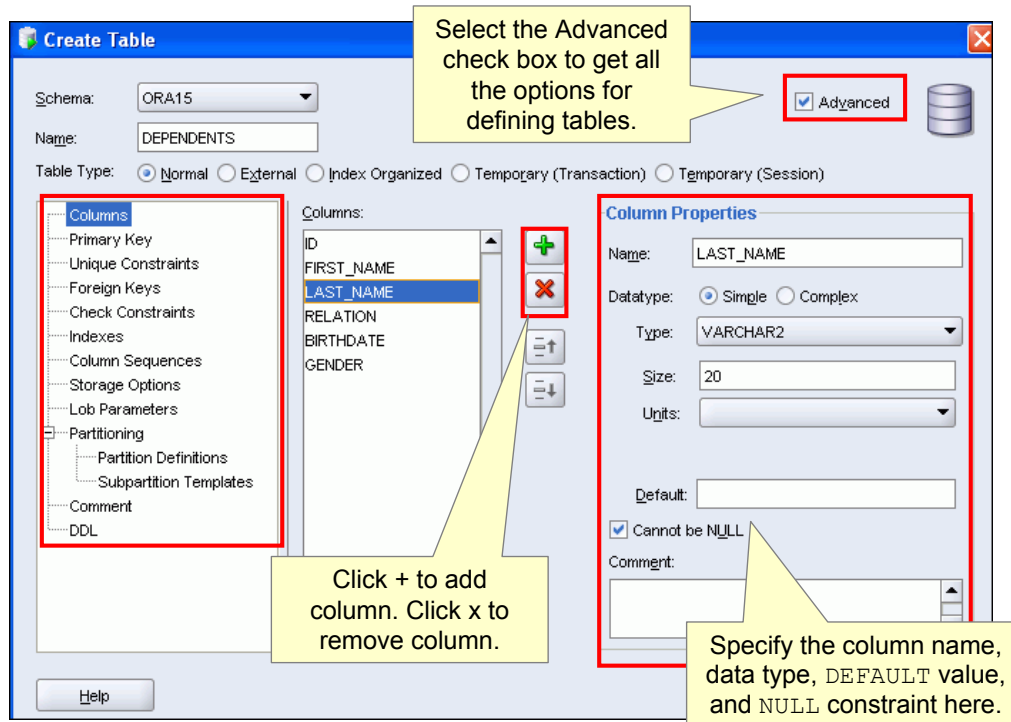 Create Table
Select the Advanced
check box to get all
the options for
defining tables.
Schema:
ORA15
Advanced
Name:
DEPENDENTS
Table Type:
Normal
External
Index Organized
Temporary (Transaction)
Temporary (Session)
Columns
Primary Key
Unique Constraints
Foreign Keys
Check Constraints
Indexes
Column Sequences
Storage Options
Lob Parameters
Partitioning
Partition Definitions
Subpartition Templates
Comment
DDL
Columns:
ID
FIRST_NAME
LAST_NAME
RELATION
BIRTHDATE
GENDER
Click + to add
column. Click x to
remove column.
Column Properties
Name:
LAST_NAME
Datatype:
Simple
Complex
Type:
VARCHAR2
Size:
20
Units:
Default:
Cannot be NULL
Comment:
Specify the column name,
data type, DEFAULT value,
and NULL constraint here.
Help